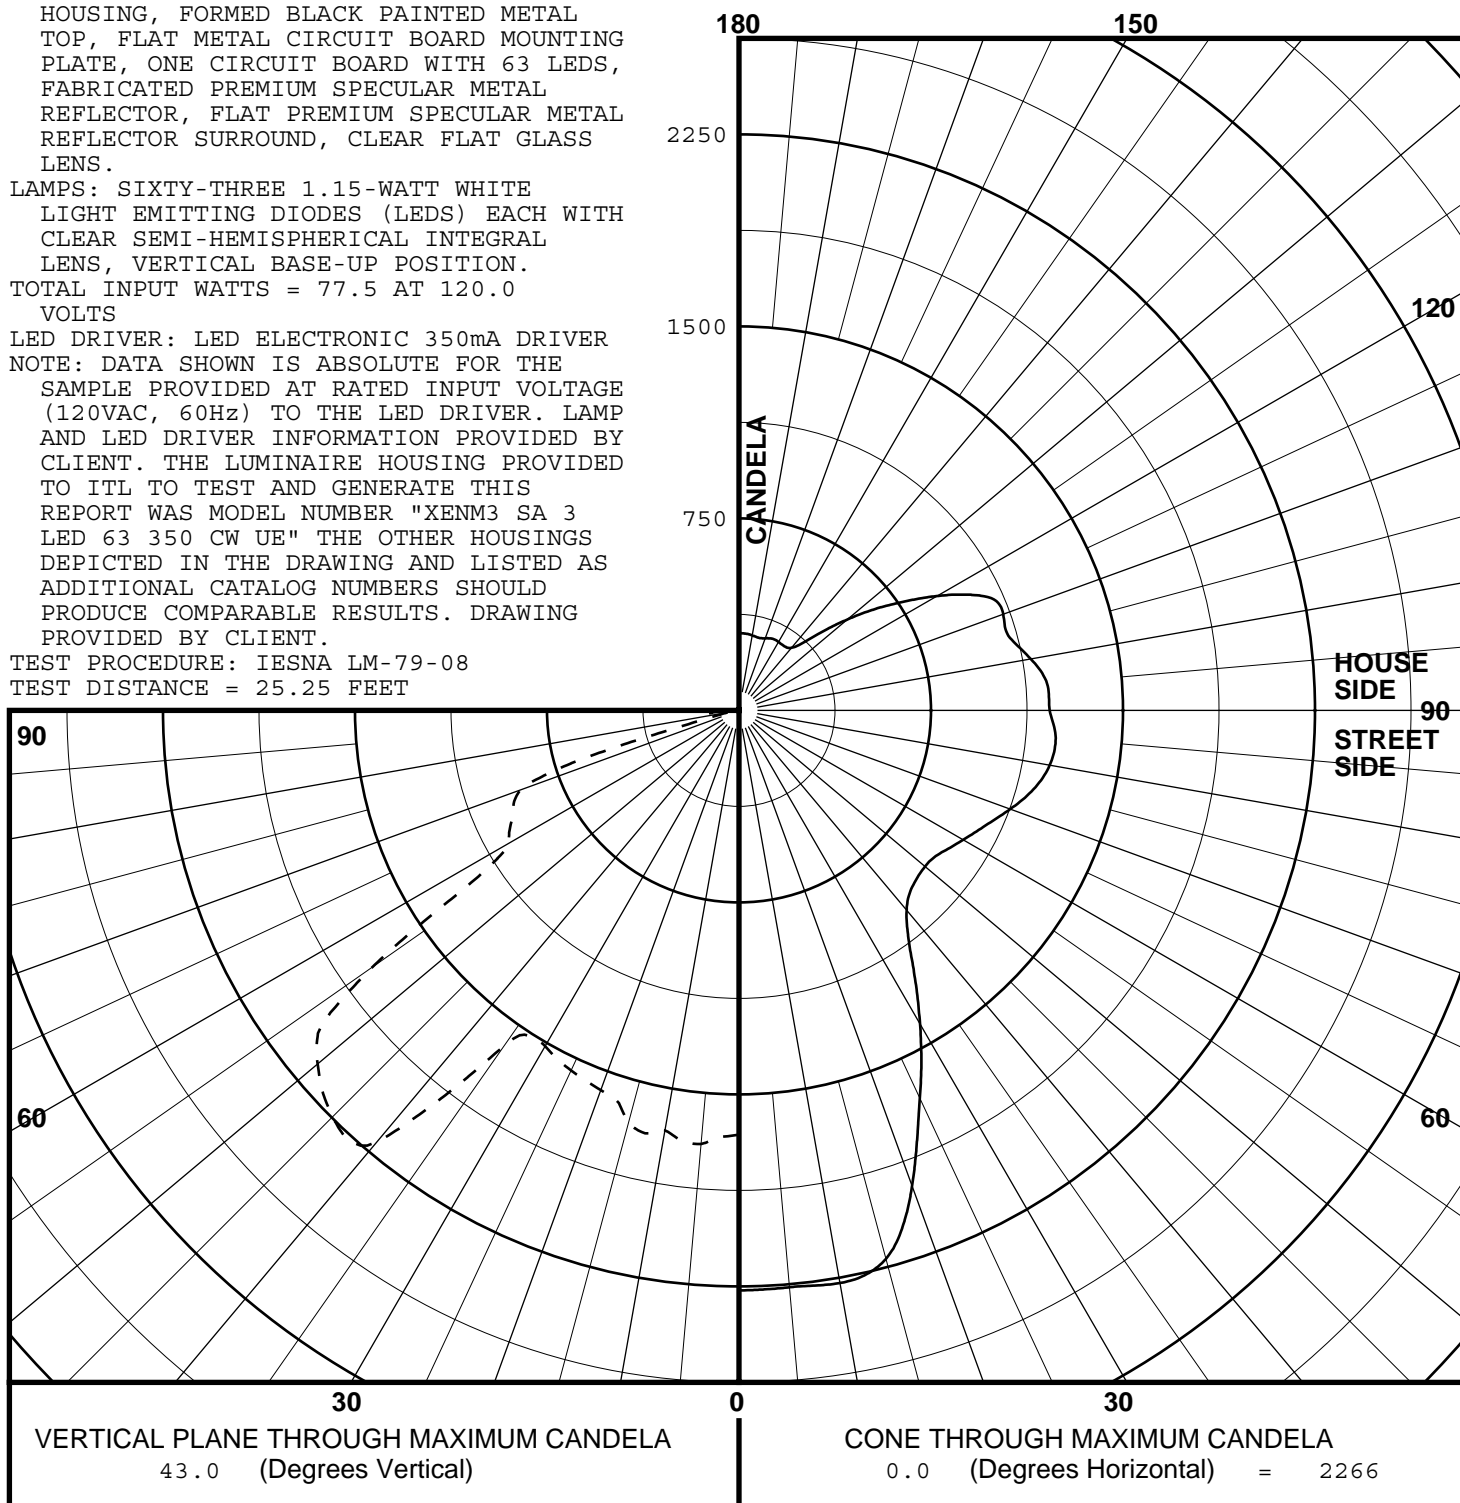 HOUSING, FORMED BLACK PAINTED METAL
TOP, FLAT METAL CIRCUIT BOARD MOUNTING
PLATE, ONE CIRCUIT BOARD WITH 63 LEDS,
FABRICATED PREMIUM SPECULAR METAL
REFLECTOR, FLAT PREMIUM SPECULAR METAL
REFLECTOR SURROUND, CLEAR FLAT GLASS
LENS.
LAMPS: SIXTY-THREE 1.15-WATT WHITE
LIGHT EMITTING DIODES (LEDS) EACH WITH
CLEAR SEMI-HEMISPHERICAL INTEGRAL
LENS, VERTICAL BASE-UP POSITION.
TOTAL INPUT WATTS = 77.5 AT 120.0
VOLTS
LED DRIVER: LED ELECTRONIC 350mA DRIVER
NOTE: DATA SHOWN IS ABSOLUTE FOR THE
SAMPLE PROVIDED AT RATED INPUT VOLTAGE
(120VAC, 60Hz) TO THE LED DRIVER. LAMP
AND LED DRIVER INFORMATION PROVIDED BY
CLIENT. THE LUMINAIRE HOUSING PROVIDED
TO ITL TO TEST AND GENERATE THIS
REPORT WAS MODEL NUMBER "XENM3 SA 3
LED 63 350 CW UE" THE OTHER HOUSINGS
DEPICTED IN THE DRAWING AND LISTED AS
ADDITIONAL CATALOG NUMBERS SHOULD
PRODUCE COMPARABLE RESULTS. DRAWING
PROVIDED BY CLIENT.
TEST PROCEDURE: IESNA LM-79-08
TEST DISTANCE = 25.25 FEET
180
150
2250
1500
750
CANDELA
120
HOUSE
SIDE
90
STREET
SIDE
90
60
60
30
0
30
VERTICAL PLANE THROUGH MAXIMUM CANDELA
43.0 (Degrees Vertical)
CONE THROUGH MAXIMUM CANDELA
0.0 (Degrees Horizontal) = 2266